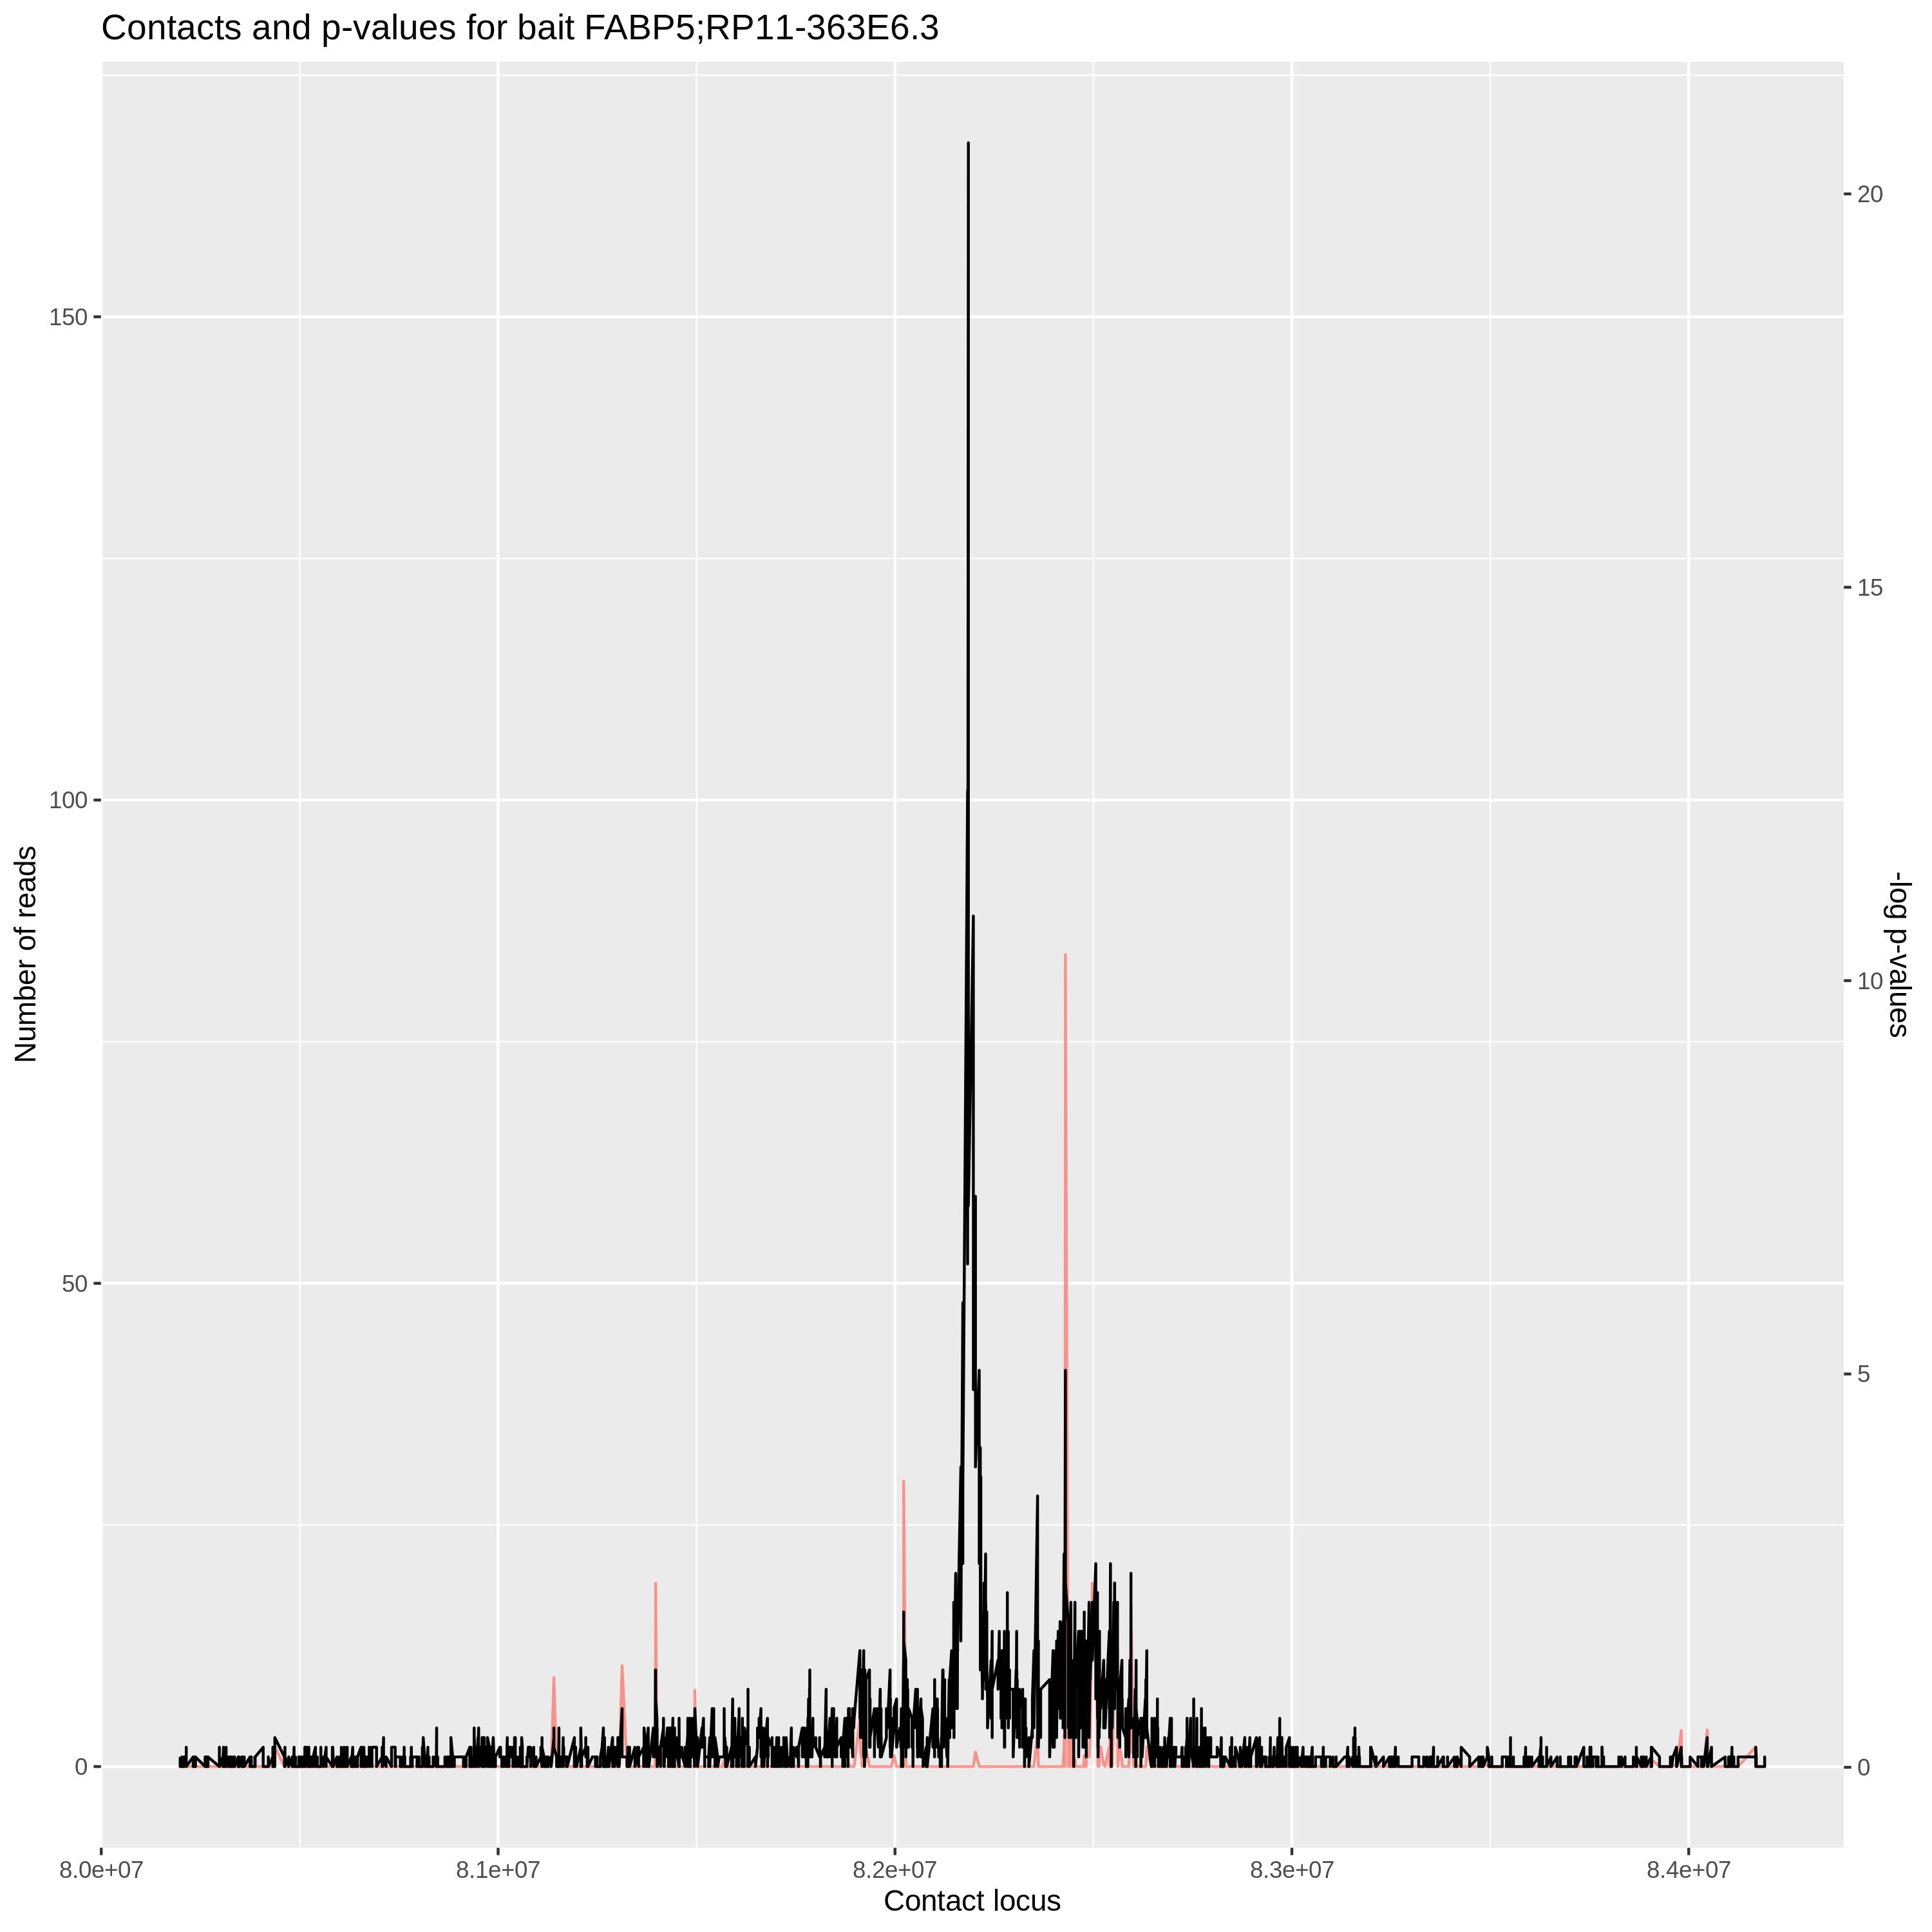 Contacts and p-values for bait FABP5;RP11-363E6.3
150
100
50
0
Number of reads
20
15
10
5
0
-log p-values
8.0e+07 8.1e+07 8.2e+07 8.3e+07 8.4e+07
Contact locus